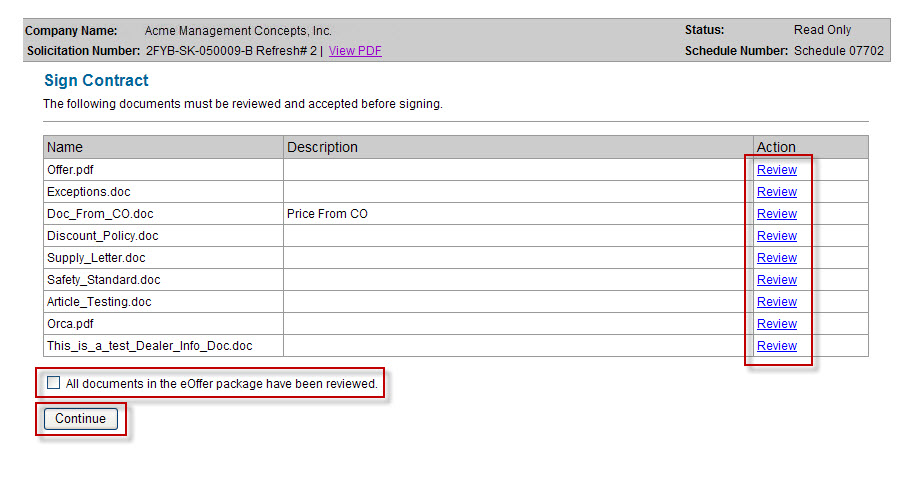 Company Name: Acme Management Concepts, Inc. Status: Read Only
Solicitation Number: 2FYB-SK-050009-B Refresh# 2 | View PDF Schedule Number: Schedule 07702
Sign Contract
The following documents must be reviewed and accepted before signing.
Name Description Action
Offer.pdf Review
Exceptions.doc Review
Doc_From_CO.doc Price From CO Review
Discount_Policy.doc Review
Supply_Letter.doc Review
Safety_Standard.doc Review
Article_Testing.doc Review
Orca.pdf Review
This_is_a_test_Dealer_Info_Doc.doc Review
All documents in the eOffer package have been reviewed.
Continue